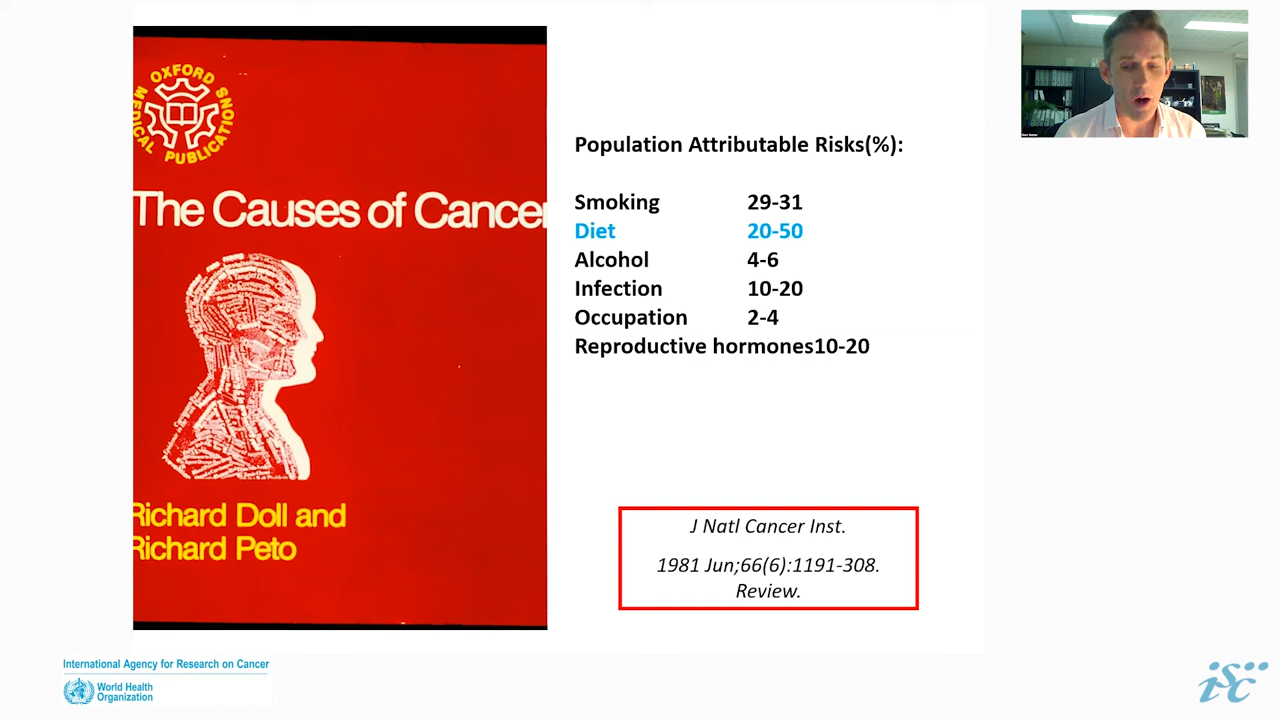 OXFORD
MEDICAL PUBLICATIONS
The Causes of Cancer
Richard Doll and
Richard Peto
Population Attributable Risks(%):
Smoking 29-31
Diet 20-50
Alcohol 4-6
Infection 10-20
Occupation 2-4
Reproductive hormones10-20
J Natl Cancer Inst.
1981 Jun;66(6):1191-308.
Review.
International Agency for Research on Cancer
World Health
Organization
isc